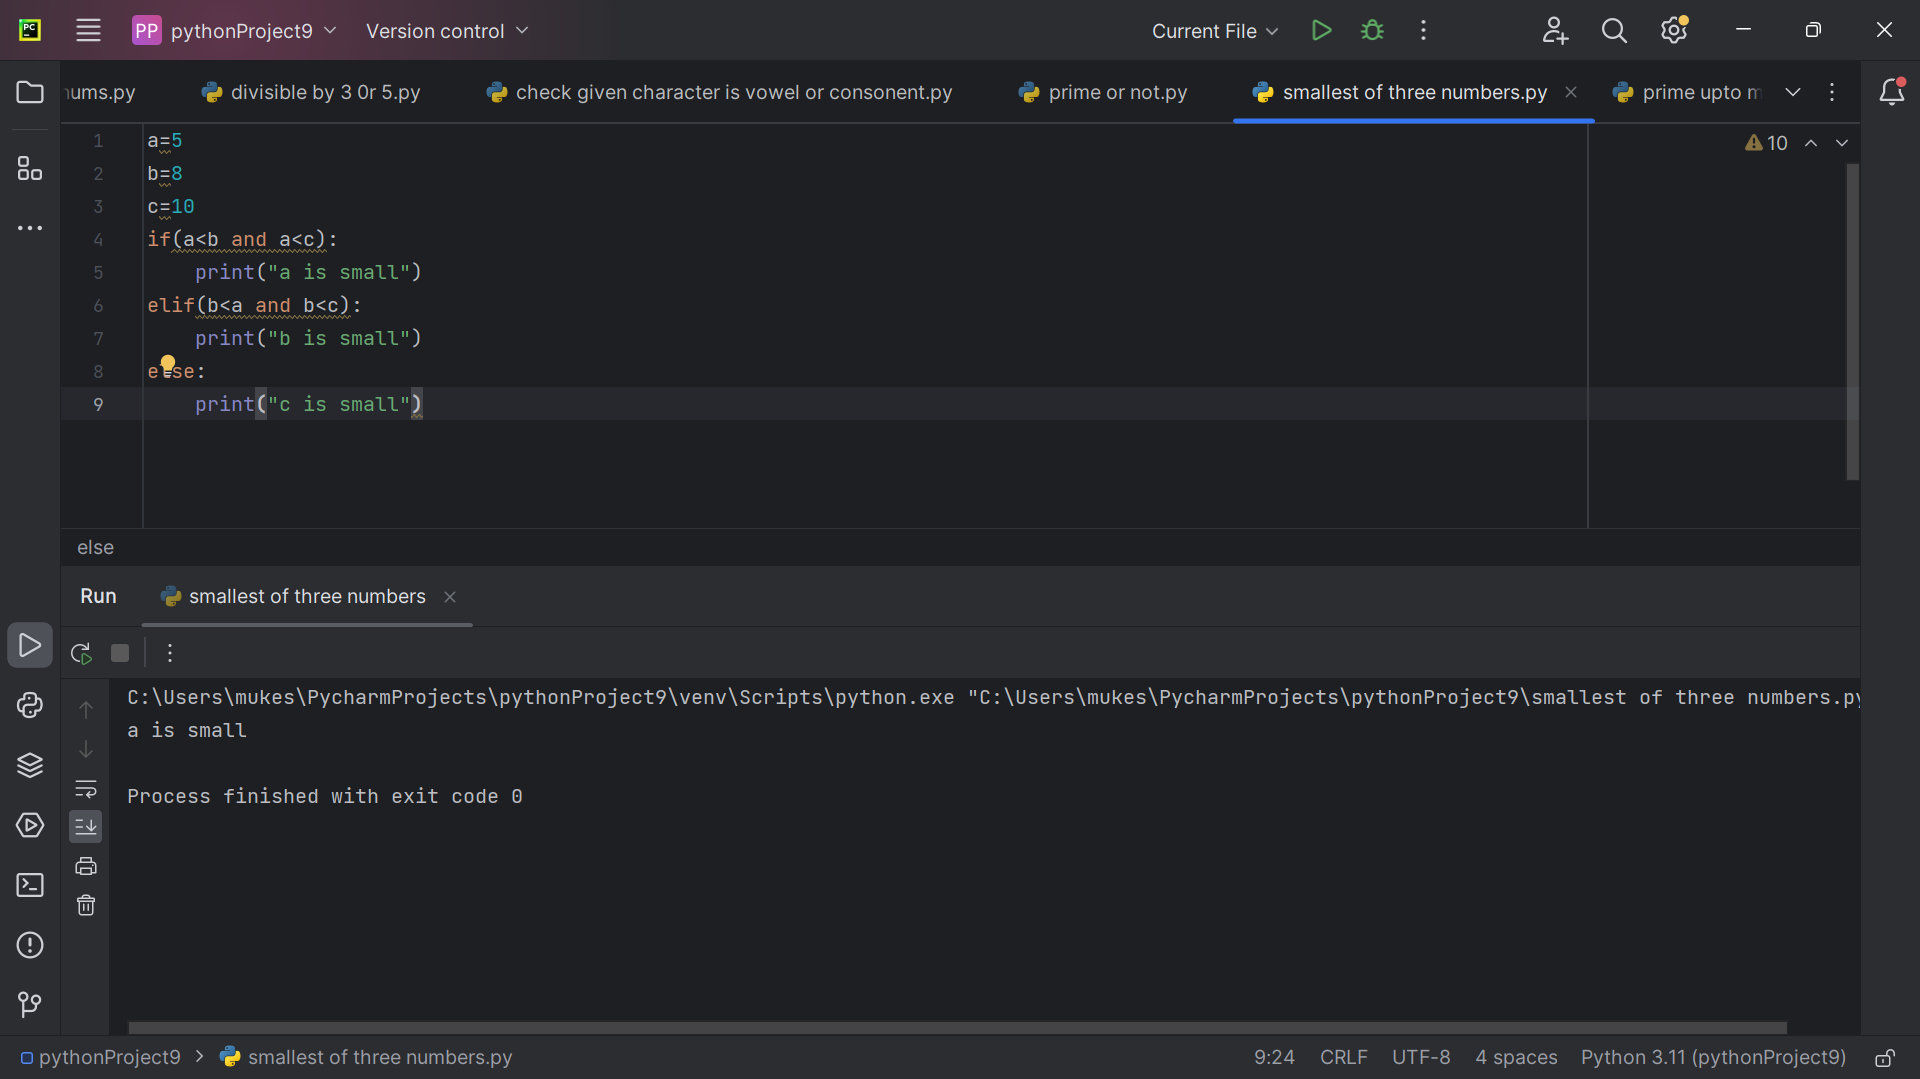 PC
PP pythonProject9 Version control Current File
ums.py divisible by 3 0r 5.py check given character is vowel or consonent.py prime or not.py smallest of three numbers.py prime upto
10
1 a=5
2 b=8
3 c=10
4 if(a<b and a<c):
5     print("a is small")
6 elif(b<a and b<c):
7     print("b is small")
8 else:
9     print("c is small")
else
Run smallest of three numbers
C:\Users\mukes\PycharmProjects\pythonProject9\venv\Scripts\python.exe "C:\Users\mukes\PycharmProjects\pythonProject9\smallest of three numbers.py
a is small
Process finished with exit code 0
pythonProject9 > smallest of three numbers.py 9:24 CRLF UTF-8 4 spaces Python 3.11 (pythonProject9)